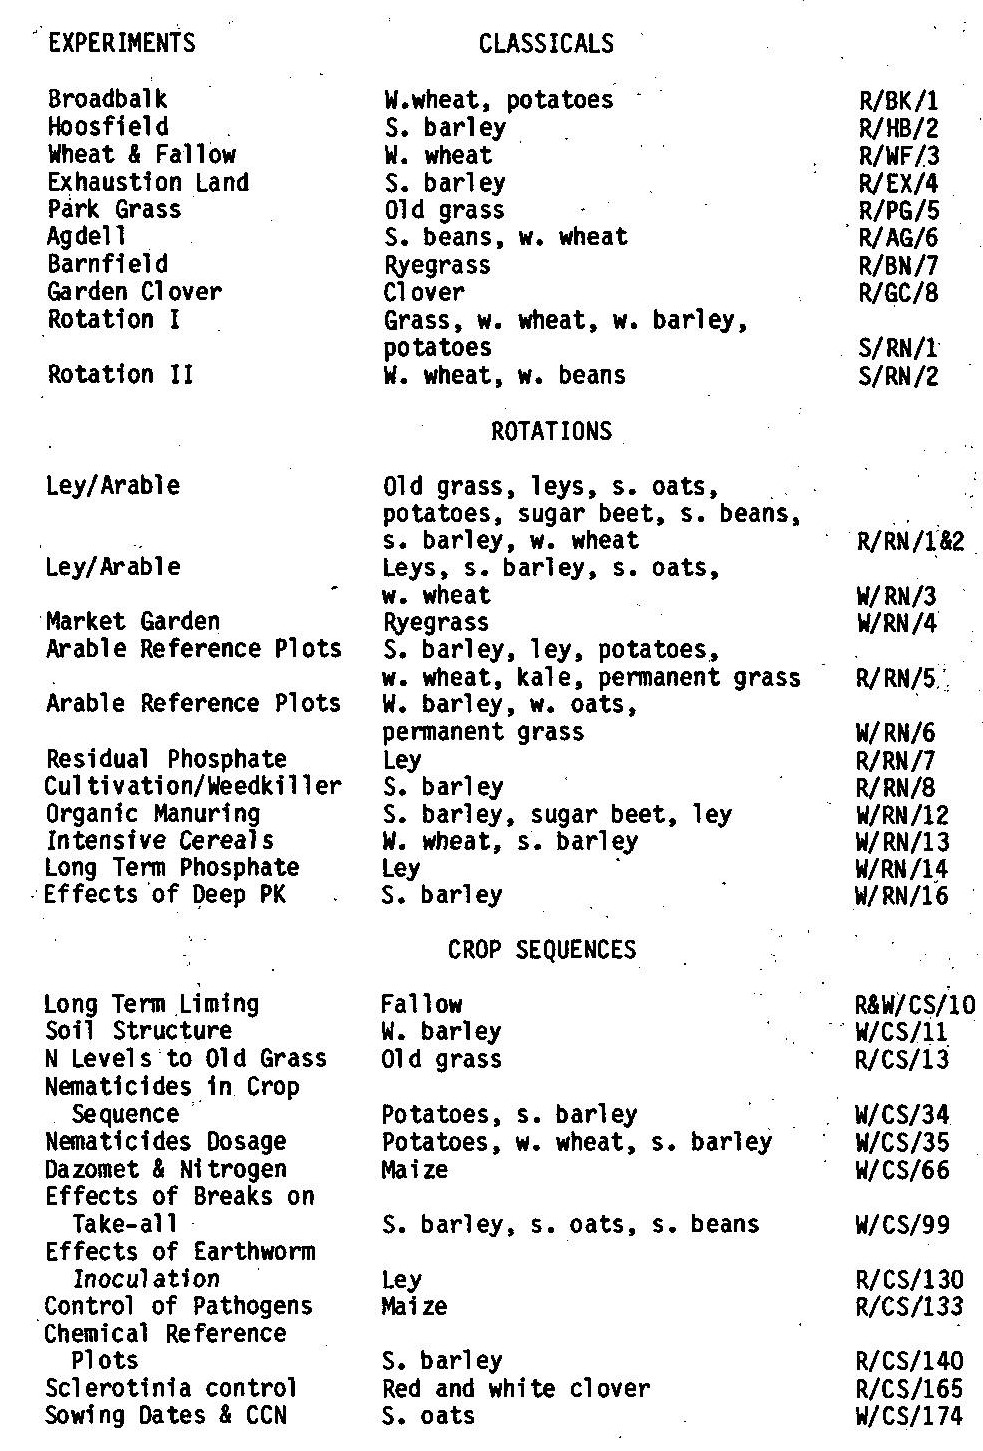 EXPERIMENTS CLASSICALS
Broadbalk W.wheat, potatoes R/BK/1
Hoosfield S. barley R/HB/2
Wheat & Fallow W. wheat R/WF/3
Exhaustion Land S. barley R/EX/4
Park Grass Old grass R/PG/5
Agdell S. beans, w. wheat R/AG/6
Barnfield Ryegrass R/BN/7
Garden Clover Clover R/GC/8
Rotation I Grass, w. wheat, w. barley,
potatoes S/RN/1
Rotation II W. wheat, w. beans S/RN/2
ROTATIONS
Ley/Arable Old grass, leys, s. oats,
potatoes, sugar beet, s. beans,
s. barley, w. wheat R/RN/1&2
Ley/Arable Leys, s. barley, s. oats,
w. wheat W/RN/3
Market Garden Ryegrass W/RN/4
Arable Reference Plots S. barley, ley, potatoes,
w. wheat, kale, permanent grass R/RN/5
Arable Reference Plots W. barley, w. oats,
permanent grass W/RN/6
Residual Phosphate Ley R/RN/7
Cultivation/Weedkiller S. barley R/RN/8
Organic Manuring S. barley, sugar beet, ley W/RN/12
Intensive Cereals W. wheat, s. barley W/RN/13
Long Term Phosphate Ley W/RN/14
Effects of Deep PK S. barley W/RN/16
CROP SEQUENCES
Long Term Liming Fallow R&W/CS/10
Soil Structure W. barley W/CS/11
N Levels to Old Grass Old grass R/CS/13
Nematicides in Crop
Sequence Potatoes, s. barley W/CS/34
Nematicides Dosage Potatoes, w. wheat, s. barley W/CS/35
Dazomet & Nitrogen Maize W/CS/66
Effects of Breaks on
Take-all S. barley, s. oats, s. beans W/CS/99
Effects of Earthworm
Inoculation Ley R/CS/130
Control of Pathogens Maize R/CS/133
Chemical Reference
Plots S. barley R/CS/140
Sclerotinia control Red and white clover R/CS/165
Sowing Dates & CCN S. oats W/CS/174